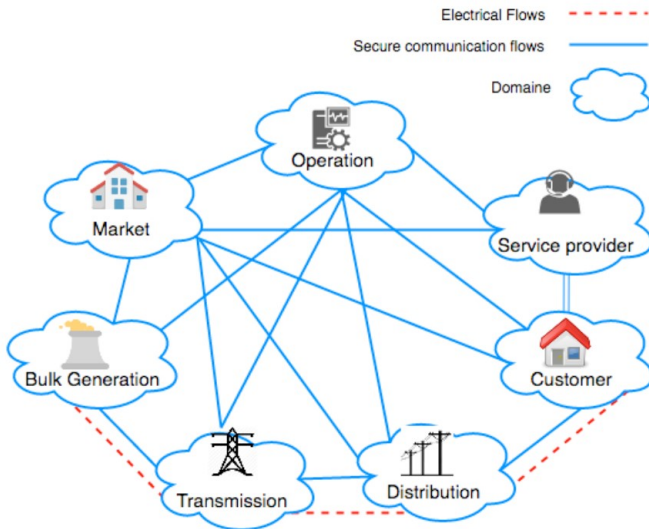 Electrical Flows
Secure communication flows
Domaine
Operation
Market
Service provider
Bulk Generation
Customer
Transmission
Distribution